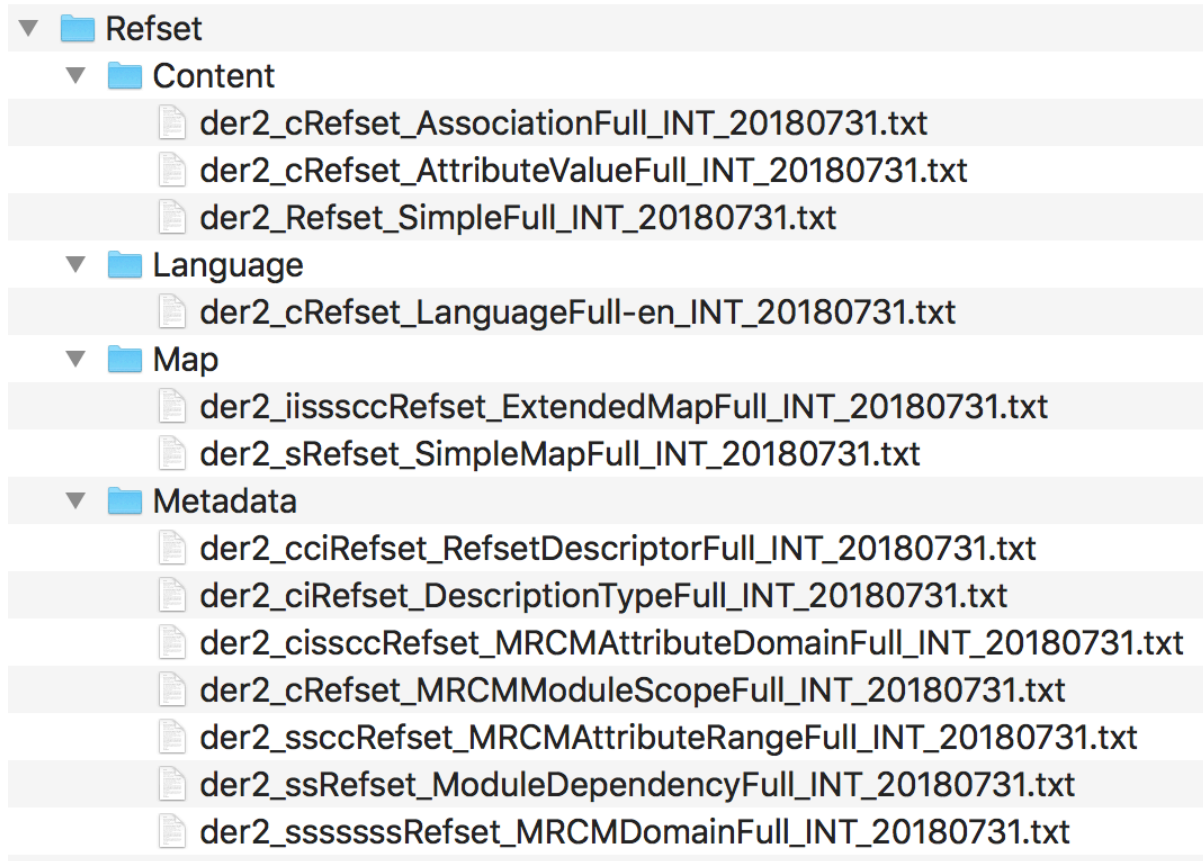 Refset
Content
der2_cRefset_AssociationFull_INT_20180731.txt
der2_cRefset_AttributeValueFull_INT_20180731.txt
der2_Refset_SimpleFull_INT_20180731.txt
Language
der2_cRefset_LanguageFull-en_INT_20180731.txt
Map
der2_iisssccRefset_ExtendedMapFull_INT_20180731.txt
der2_sRefset_SimpleMapFull_INT_20180731.txt
Metadata
der2_cciRefset_RefsetDescriptorFull_INT_20180731.txt
der2_ciRefset_DescriptionTypeFull_INT_20180731.txt
der2_cissccRefset_MRCMAttributeDomainFull_INT_20180731.txt
der2_cRefset_MRCMModuleScopeFull_INT_20180731.txt
der2_ssccRefset_MRCMAttributeRangeFull_INT_20180731.txt
der2_ssRefset_ModuleDependencyFull_INT_20180731.txt
der2_sssssssRefset_MRCMDomainFull_INT_20180731.txt